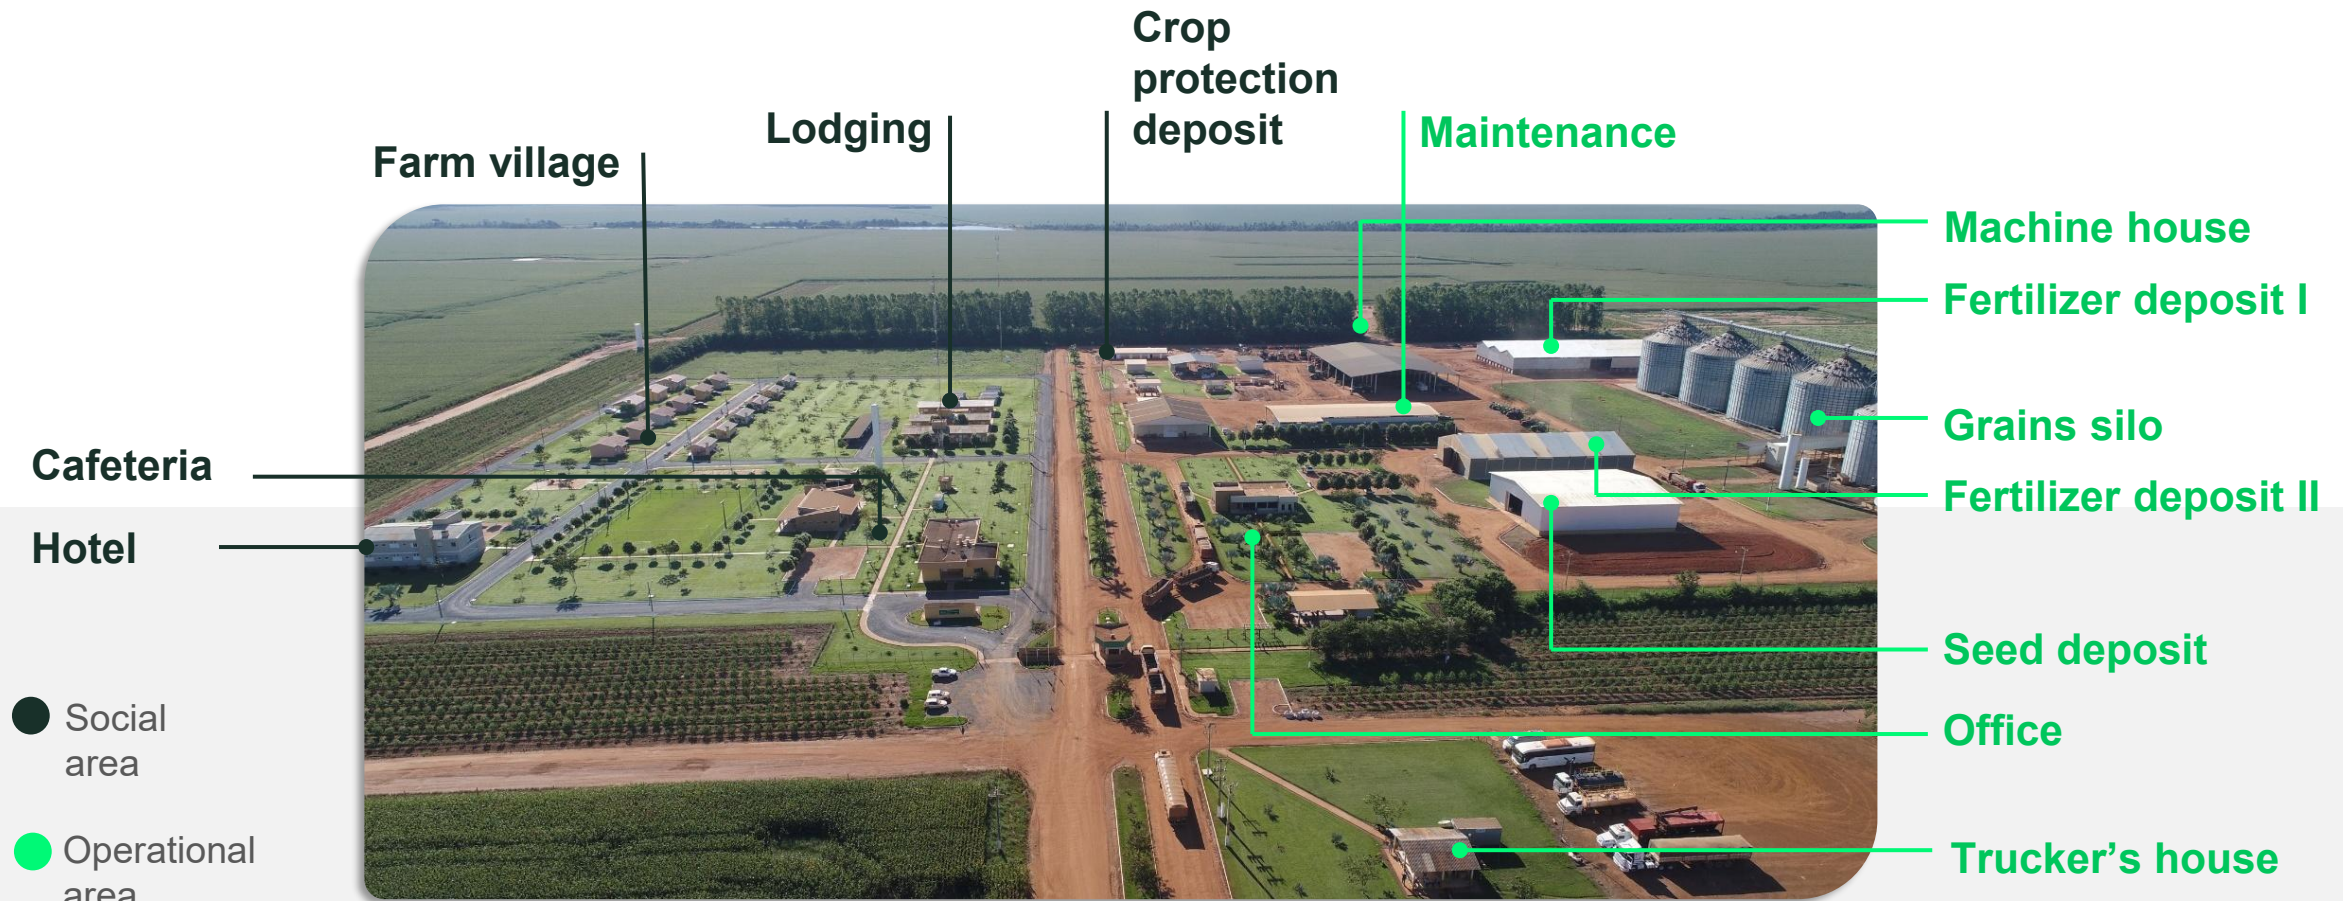 Crop
protection
deposit
Lodging
Maintenance
Farm village
Machine house
Fertilizer deposit I
Grains silo
Cafeteria
Fertilizer deposit II
Hotel
Seed deposit
Social
area
Office
Operational
area
Trucker’s house